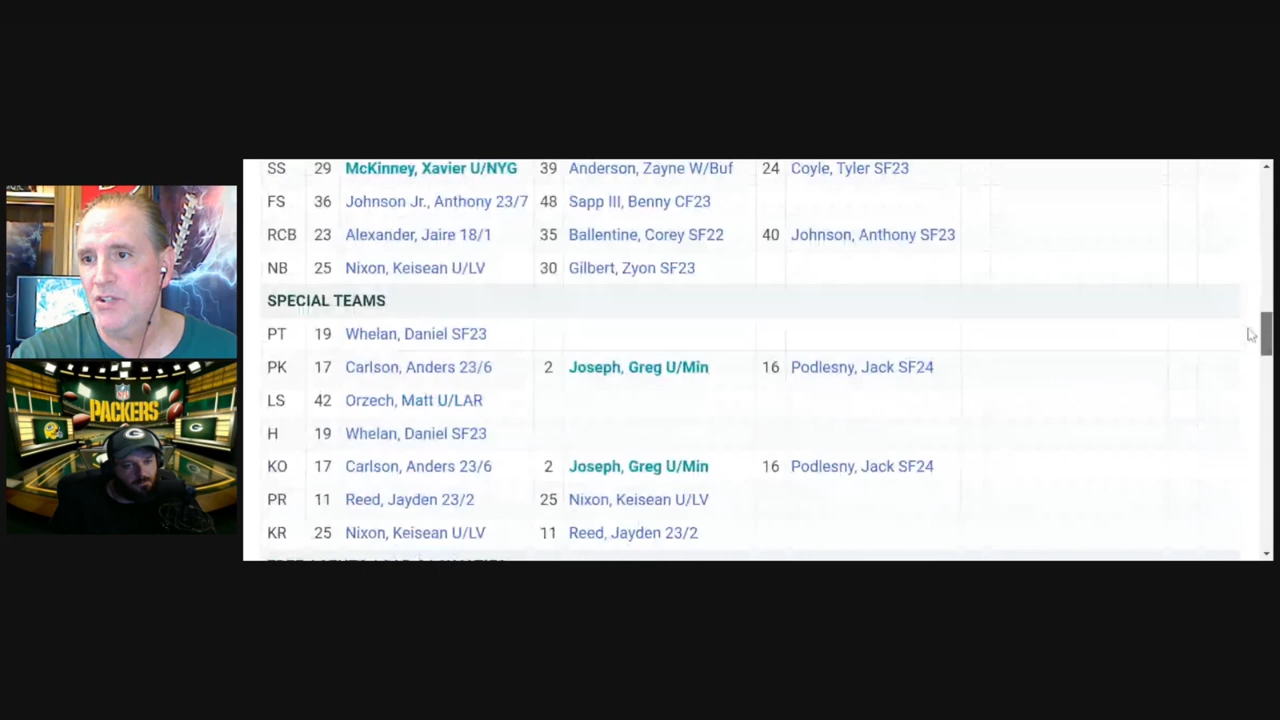 SS 29 McKinney, Xavier U/NYG 39 Anderson, Zayne W/Buf 24 Coyle, Tyler SF23
FS 36 Johnson Jr., Anthony 23/7 48 Sapp III, Benny CF23
RCB 23 Alexander, Jaire 18/1 35 Ballentine, Corey SF22 40 Johnson, Anthony SF23
NB 25 Nixon, Keisean U/LV 30 Gilbert, Zyon SF23
SPECIAL TEAMS
PT 19 Whelan, Daniel SF23
PK 17 Carlson, Anders 23/6 2 Joseph, Greg U/Min 16 Podlesny, Jack SF24
LS 42 Orzech, Matt U/LAR
H 19 Whelan, Daniel SF23
KO 17 Carlson, Anders 23/6 2 Joseph, Greg U/Min 16 Podlesny, Jack SF24
PR 11 Reed, Jayden 23/2 25 Nixon, Keisean U/LV
KR 25 Nixon, Keisean U/LV 11 Reed, Jayden 23/2
NFL
PACKERS
G
G
G